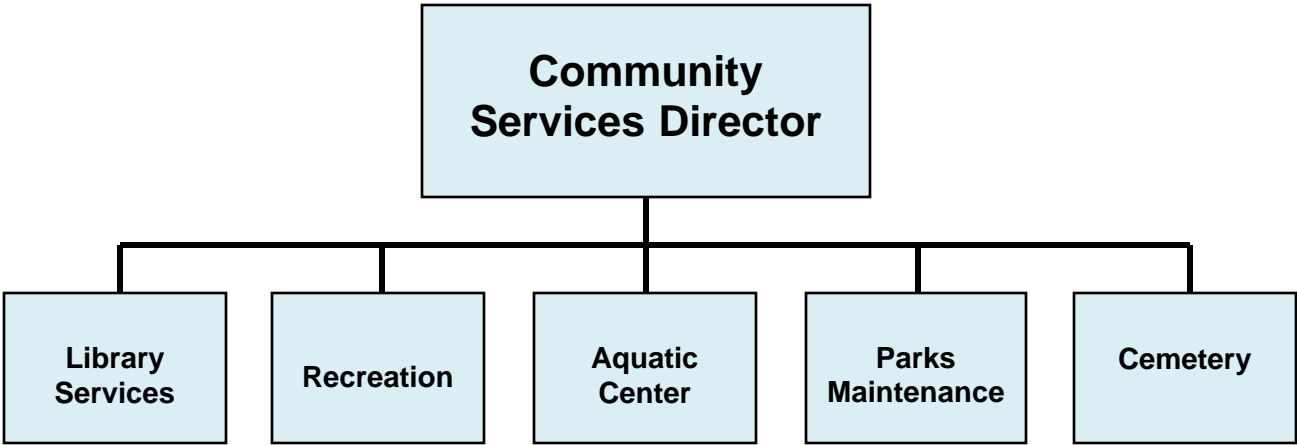 Community
Services Director
Library
Services
Recreation
Aquatic
Center
Parks
Maintenance
Cemetery